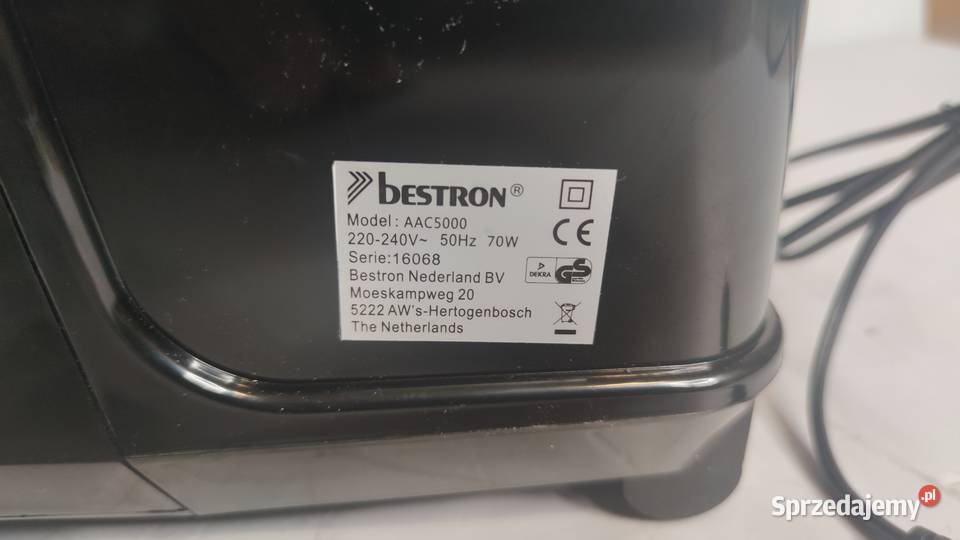 bESTRON®
Model: AAC5000
220-240V~ 50Hz 70W
Serie:16068
Bestron Nederland BV
Moeskampweg 20
5222 AW's-Hertogenbosch
The Netherlands
CE
DEKRA
GS
Sprzedajemy.pl